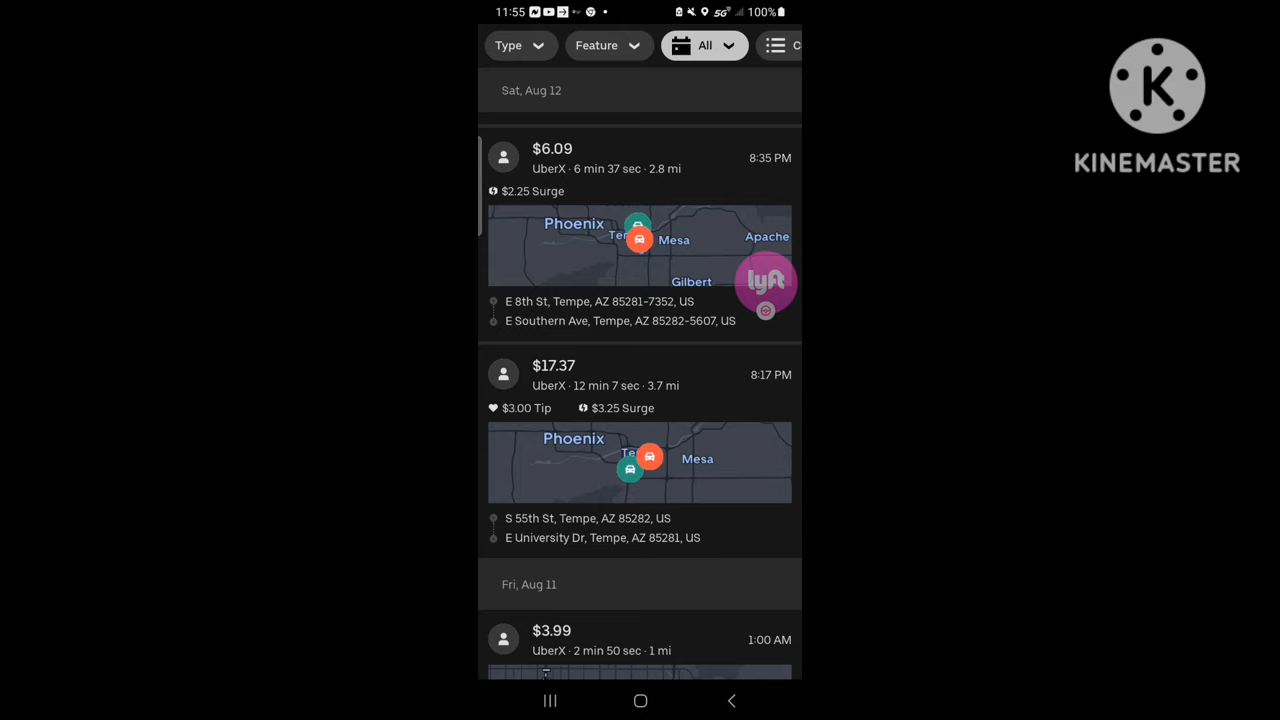 11:55
5G
100%
Type
Feature
All
C
Sat, Aug 12
$6.09
8:35 PM
UberX · 6 min 37 sec · 2.8 mi
$2.25 Surge
Phoenix
Mesa
Apache
Gilbert
lyft
E 8th St, Tempe, AZ 85281-7352, US
E Southern Ave, Tempe, AZ 85282-5607, US
$17.37
8:17 PM
UberX · 12 min 7 sec · 3.7 mi
$3.00 Tip
$3.25 Surge
Phoenix
Mesa
S 55th St, Tempe, AZ 85282, US
E University Dr, Tempe, AZ 85281, US
Fri, Aug 11
$3.99
1:00 AM
UberX · 2 min 50 sec · 1 mi
K
KINEMASTER